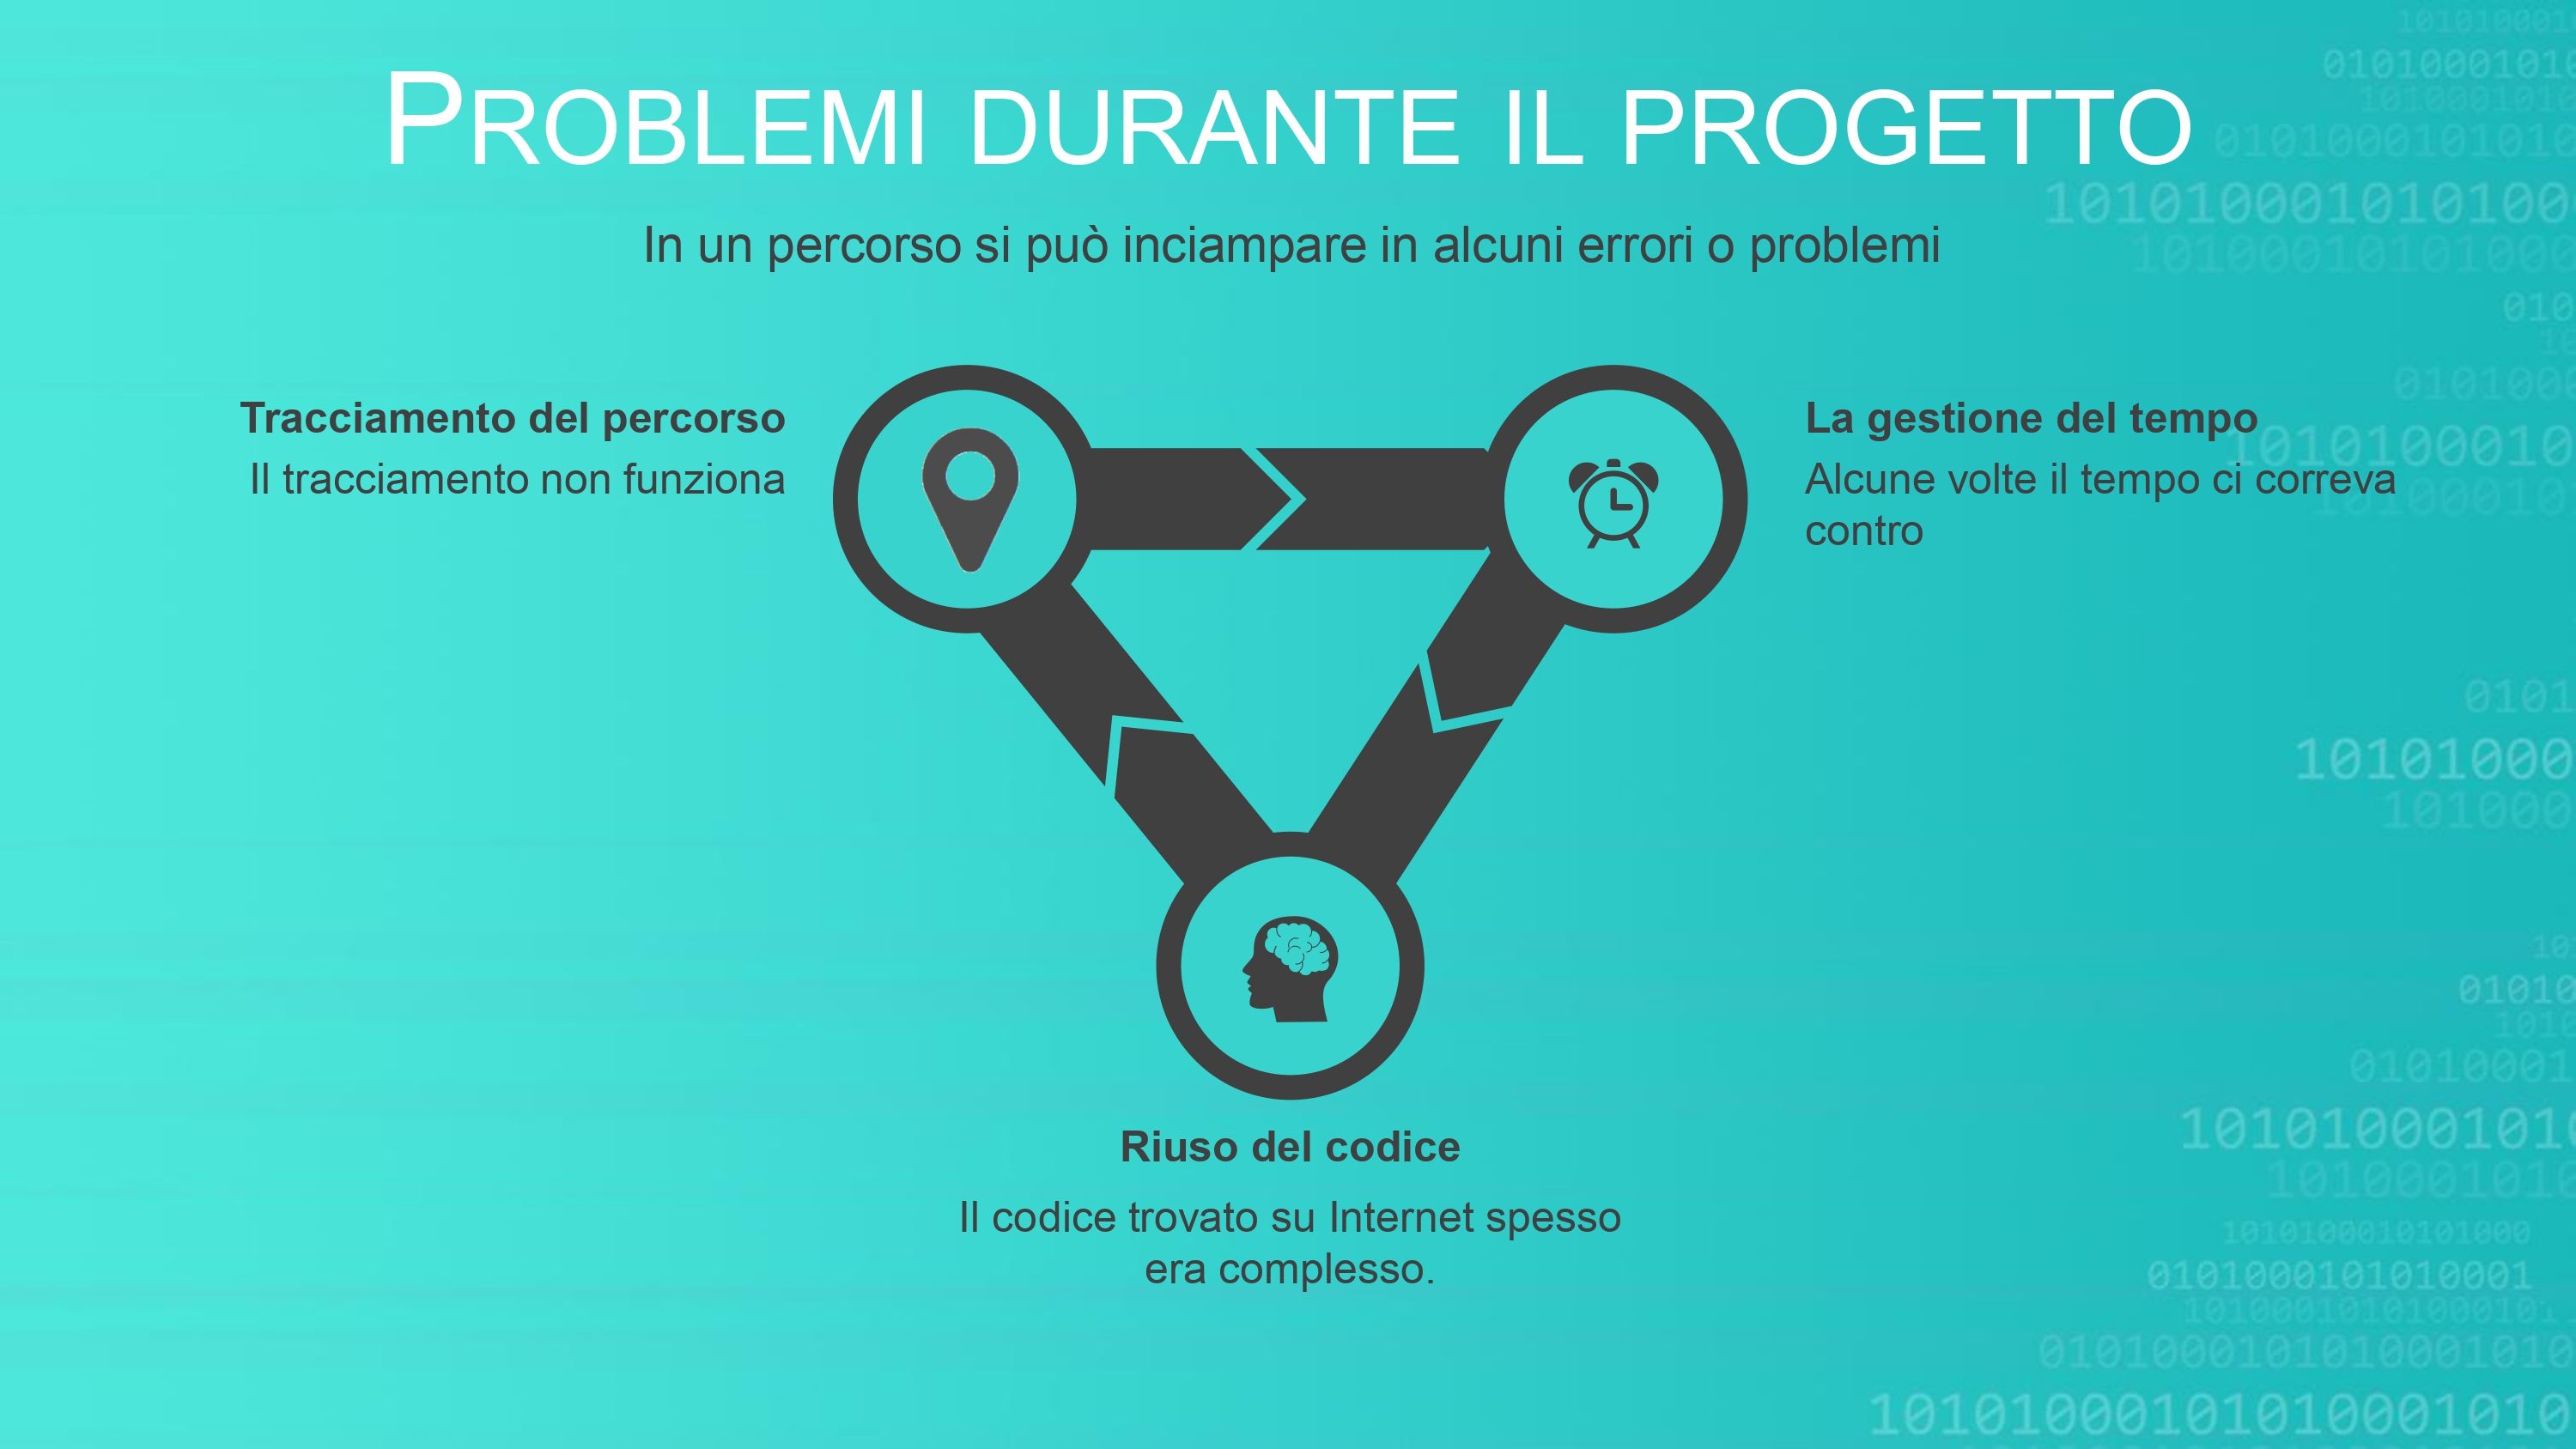 PROBLEMI DURANTE IL PROGETTO
In un percorso si può inciampare in alcuni errori o problemi
Tracciamento del percorso
Il tracciamento non funziona
La gestione del tempo
Alcune volte il tempo ci correva
contro
Riuso del codice
Il codice trovato su Internet spesso
era complesso.